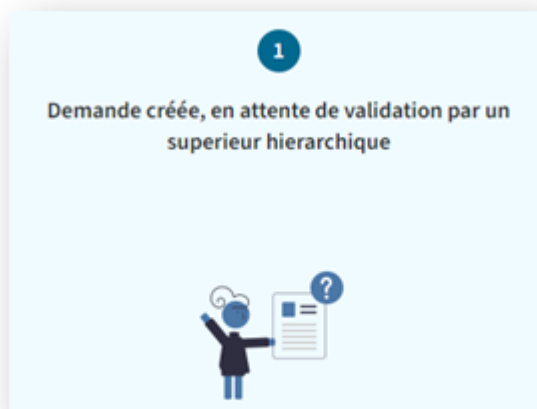 1
Demande créée, en attente de validation par un
superieur hierarchique
?